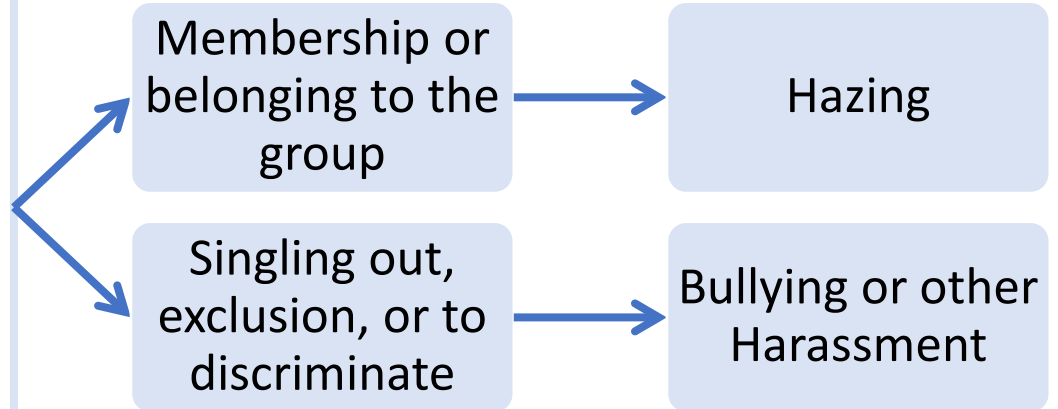 Membership or
belonging to the
group
Hazing
Singling out,
exclusion, or to
discriminate
Bullying or other
Harassment